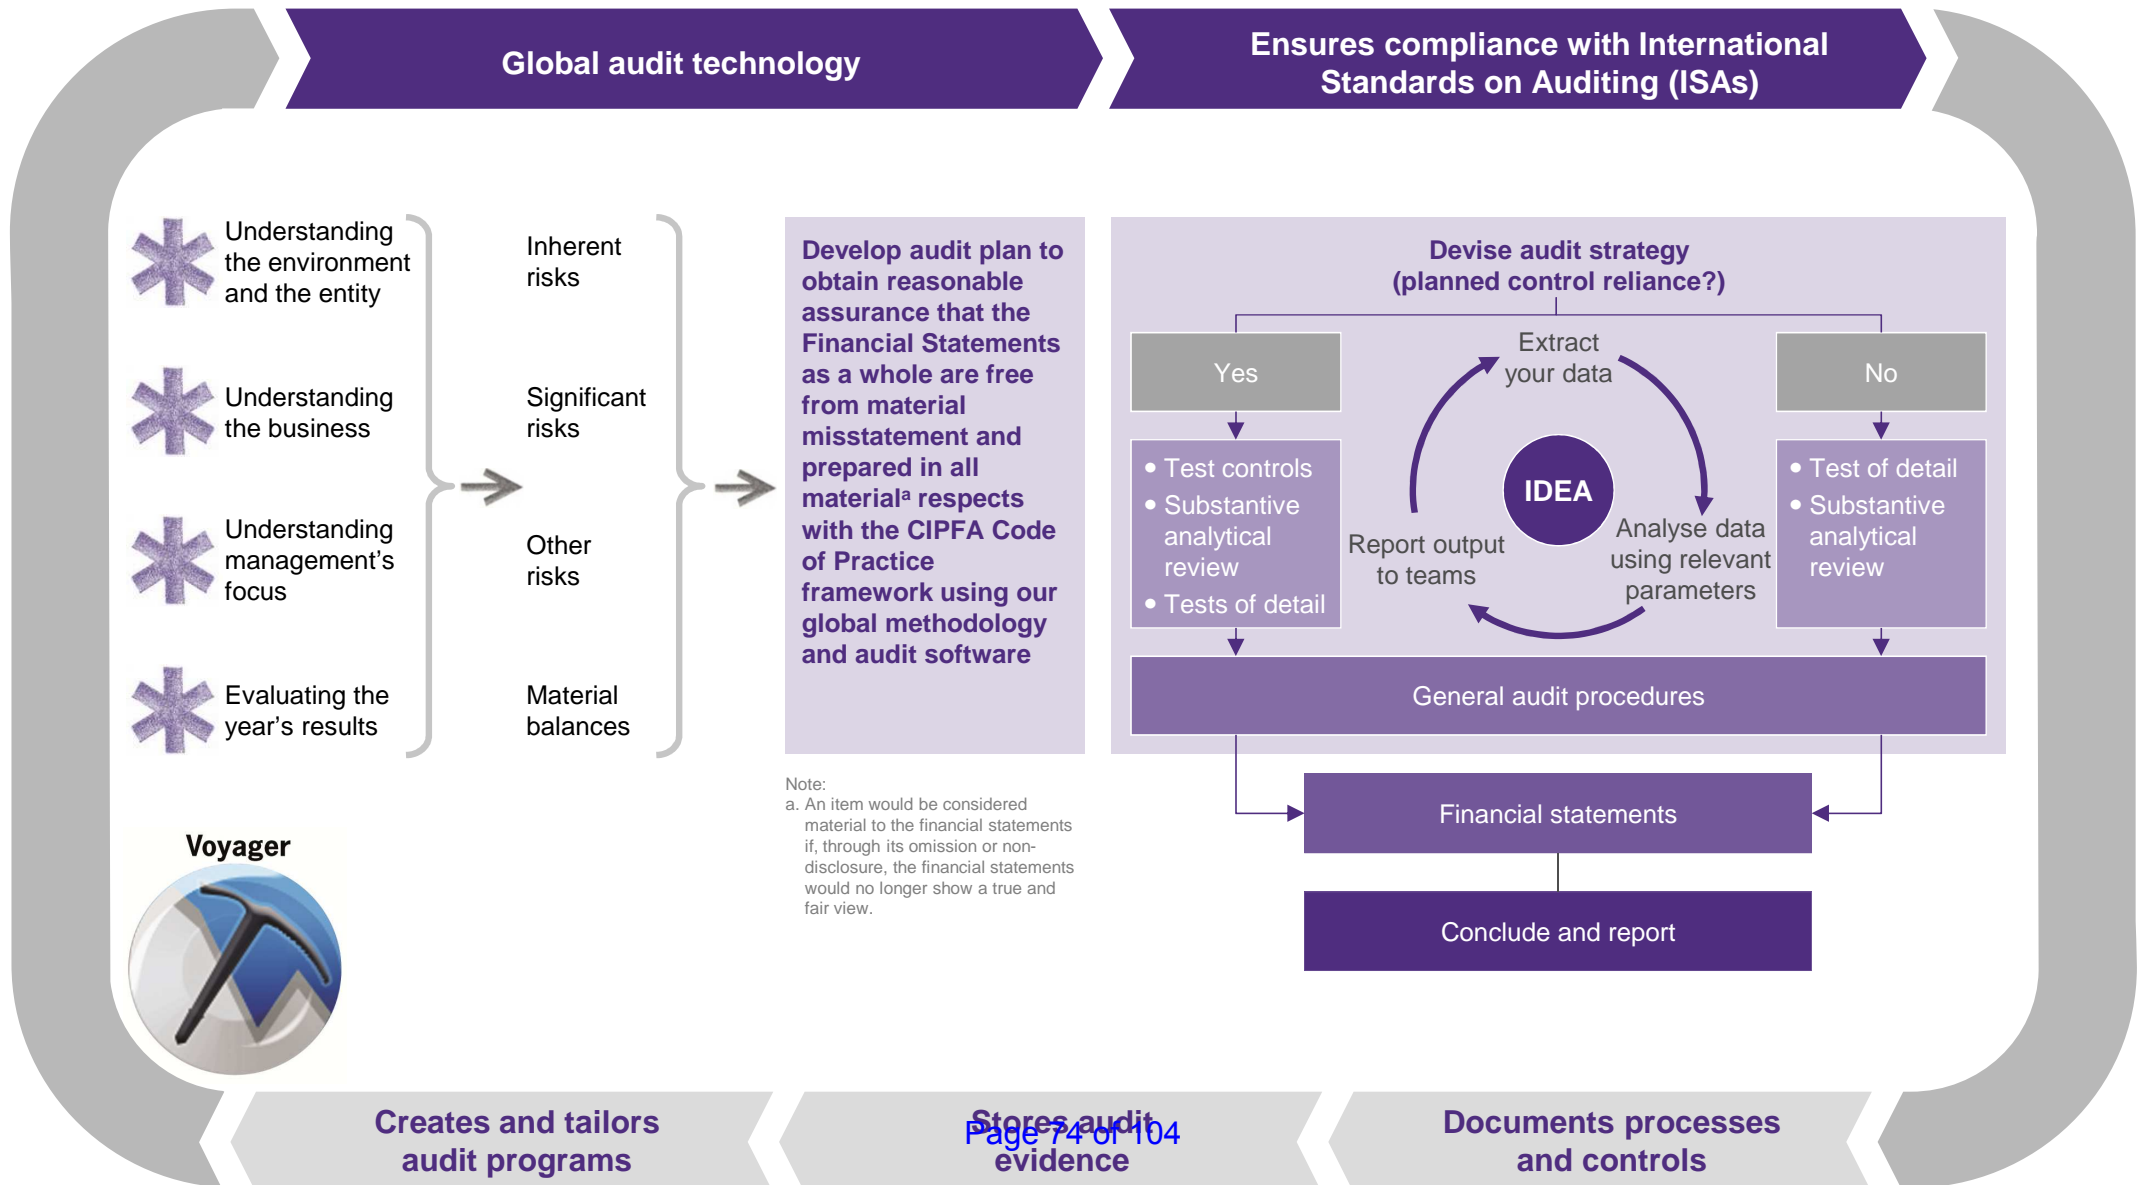 Global audit technology
Ensures compliance with International
Standards on Auditing (ISAs)
Understanding
the environment
and the entity
Understanding
the business
Understanding
management’s
focus
Evaluating the
year’s results
Inherent
risks
Significant
risks
Other
risks
Material
balances
Develop audit plan to
obtain reasonable
assurance that the
Financial Statements
as a whole are free
from material
misstatement and
prepared in all
materialᵃ respects
with the CIPFA Code
of Practice
framework using our
global methodology
and audit software
Note:
a. An item would be considered
material to the financial statements
if, through its omission or non-
disclosure, the financial statements
would no longer show a true and
fair view.
Devise audit strategy
(planned control reliance?)
Yes
• Test controls
• Substantive
analytical
review
• Tests of detail
Extract
your data
IDEA
Analyse data
using relevant
parameters
Report output
to teams
No
• Test of detail
• Substantive
analytical
review
General audit procedures
Financial statements
Conclude and report
Voyager
Creates and tailors
audit programs
Stores audit
evidence
Page 74 of 104
Documents processes
and controls